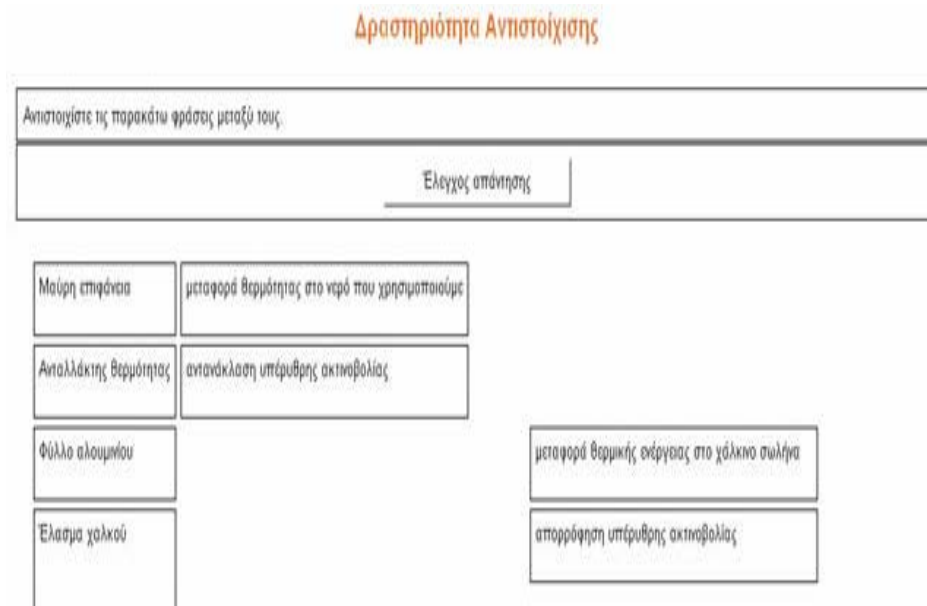 Δραστηριότητα Αντιστοίχισης
Αντιστοιχίστε τις παρακάτω φράσεις μεταξύ τους.
Έλεγχος απάντησης
Μαύρη επιφάνεια
μεταφορά θερμότητας στο νερό που χρησιμοποιούμε
Ανταλλάκτης θερμότητας
αντανάκλαση υπέρυθρης ακτινοβολίας
Φύλλο αλουμινίου
μεταφορά θερμικής ενέργειας στο χάλκινο σωλήνα
Έλασμα χαλκού
απορρόφηση υπέρυθρης ακτινοβολίας